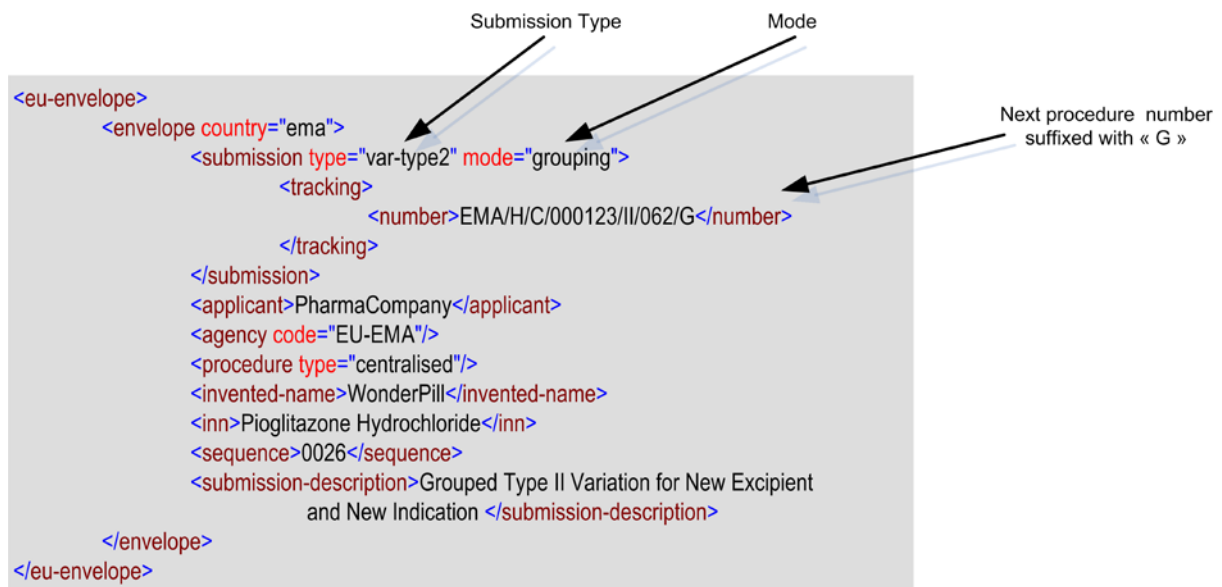 Submission Type
Mode
Next procedure number
suffixed with « G »
<eu-envelope>
<envelope country="ema">
<submission type="var-type2" mode="grouping">
<tracking>
<number>EMA/H/C/000123/II/062/G</number>
</tracking>
</submission>
<applicant>PharmaCompany</applicant>
<agency code="EU-EMA"/>
<procedure type="centralised"/>
<invented-name>WonderPill</invented-name>
<inn>Pioglitazone Hydrochloride</inn>
<sequence>0026</sequence>
<submission-description>Grouped Type II Variation for New Excipient
and New Indication </submission-description>
</envelope>
</eu-envelope>